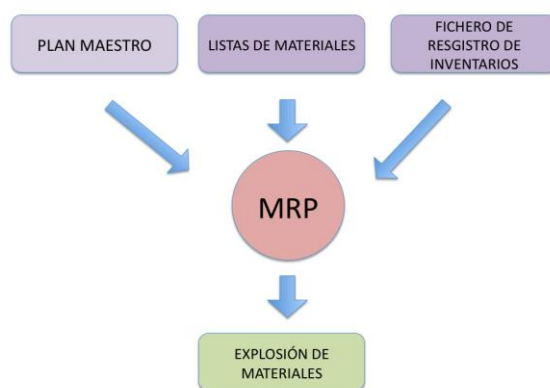 PLAN MAESTRO
LISTAS DE MATERIALES
FICHERO DE
RESGISTRO DE
INVENTARIOS
MRP
EXPLOSIÓN DE
MATERIALES